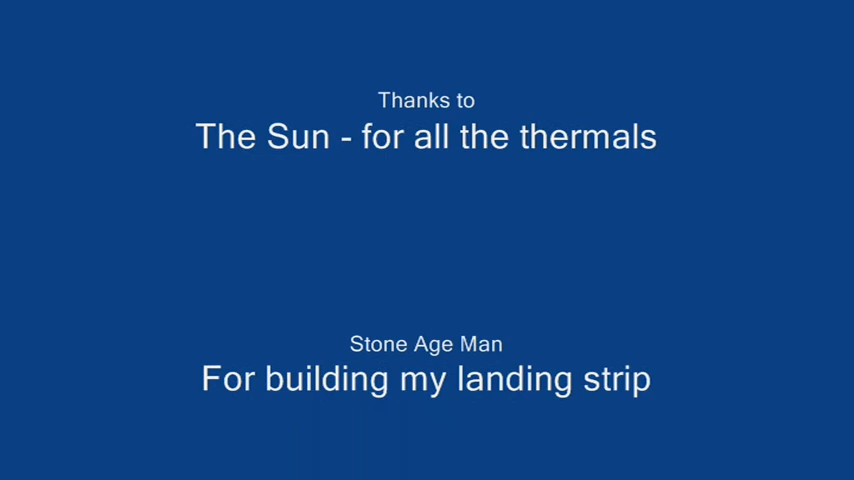 Thanks to
The Sun - for all the thermals
Stone Age Man
For building my landing strip